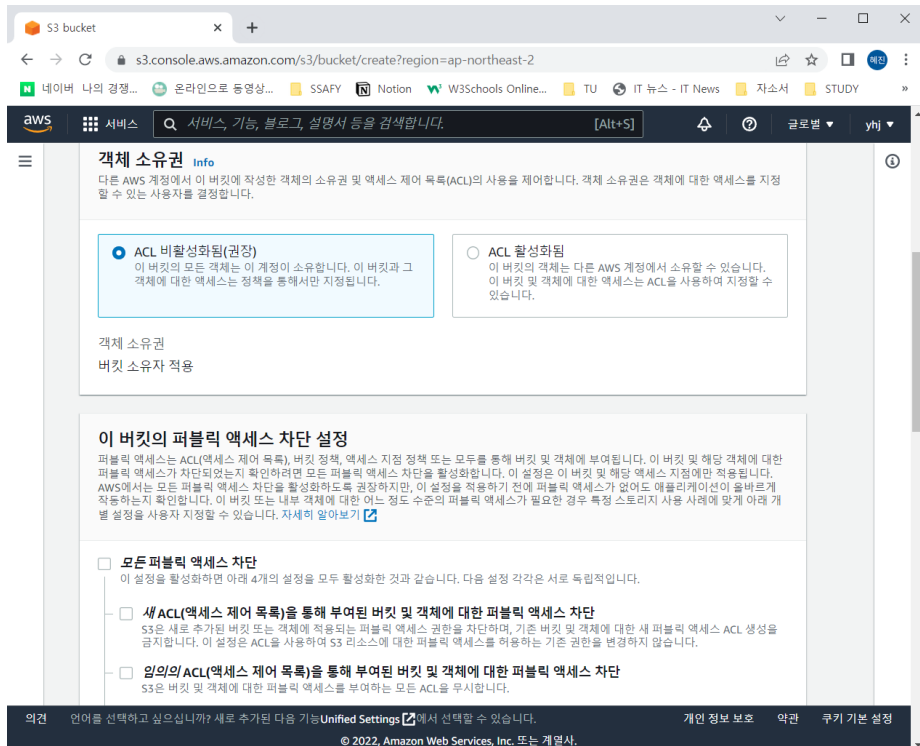 S3 bucket
s3.console.aws.amazon.com/s3/bucket/create?region=ap-northeast-2
혜진
네이버 나의 경쟁... 온라인으로 동영상... SSAFY Notion W3Schools Online... TU IT 뉴스 - IT News 자소서 STUDY »
aws 서비스 서비스, 기능, 블로그, 설명서 등을 검색합니다. [Alt+S] 글로벌 ▼ yhj ▼
객체 소유권 Info
다른 AWS 계정에서 이 버킷에 작성한 객체의 소유권 및 액세스 제어 목록(ACL)의 사용을 제어합니다. 객체 소유권은 객체에 대한 액세스를 지정
할 수 있는 사용자를 결정합니다.
ACL 비활성화됨(권장)
이 버킷의 모든 객체는 이 계정이 소유합니다. 이 버킷과 그
객체에 대한 액세스는 정책을 통해서만 지정됩니다.
ACL 활성화됨
이 버킷의 객체는 다른 AWS 계정에서 소유할 수 있습니다.
이 버킷 및 객체에 대한 액세스는 ACL을 사용하여 지정할 수
있습니다.
객체 소유권
버킷 소유자 적용
이 버킷의 퍼블릭 액세스 차단 설정
퍼블릭 액세스는 ACL(액세스 제어 목록), 버킷 정책, 액세스 지점 정책 또는 모두를 통해 버킷 및 객체에 부여됩니다. 이 버킷 및 해당 객체에 대한
퍼블릭 액세스가 차단되었는지 확인하려면 모든 퍼블릭 액세스 차단을 활성화합니다. 이 설정은 이 버킷 및 해당 액세스 지점에만 적용됩니다.
AWS에서는 모든 퍼블릭 액세스 차단을 활성화하도록 권장하지만, 이 설정을 적용하기 전에 퍼블릭 액세스가 없어도 애플리케이션이 올바르게
작동하는지 확인합니다. 이 버킷 또는 내부 객체에 대한 어느 정도 수준의 퍼블릭 액세스가 필요한 경우 특정 스토리지 사용 사례에 맞게 아래 개
별 설정을 사용자 지정할 수 있습니다. 자세히 알아보기
모든 퍼블릭 액세스 차단
이 설정을 활성화하면 아래 4개의 설정을 모두 활성화한 것과 같습니다. 다음 설정 각각은 서로 독립적입니다.
새 ACL(액세스 제어 목록)을 통해 부여된 버킷 및 객체에 대한 퍼블릭 액세스 차단
S3은 새로 추가된 버킷 또는 객체에 적용되는 퍼블릭 액세스 권한을 차단하며, 기존 버킷 및 객체에 대한 새 퍼블릭 액세스 ACL 생성을
금지합니다. 이 설정은 ACL을 사용하여 S3 리소스에 대한 퍼블릭 액세스를 허용하는 기존 권한을 변경하지 않습니다.
임의의 ACL(액세스 제어 목록)을 통해 부여된 버킷 및 객체에 대한 퍼블릭 액세스 차단
S3은 버킷 및 객체에 대한 퍼블릭 액세스를 부여하는 모든 ACL을 무시합니다.
의견 언어를 선택하고 싶으십니까? 새로 추가된 다음 기능Unified Settings에서 선택할 수 있습니다. 개인 정보 보호 약관 쿠키 기본 설정
© 2022, Amazon Web Services, Inc. 또는 계열사.